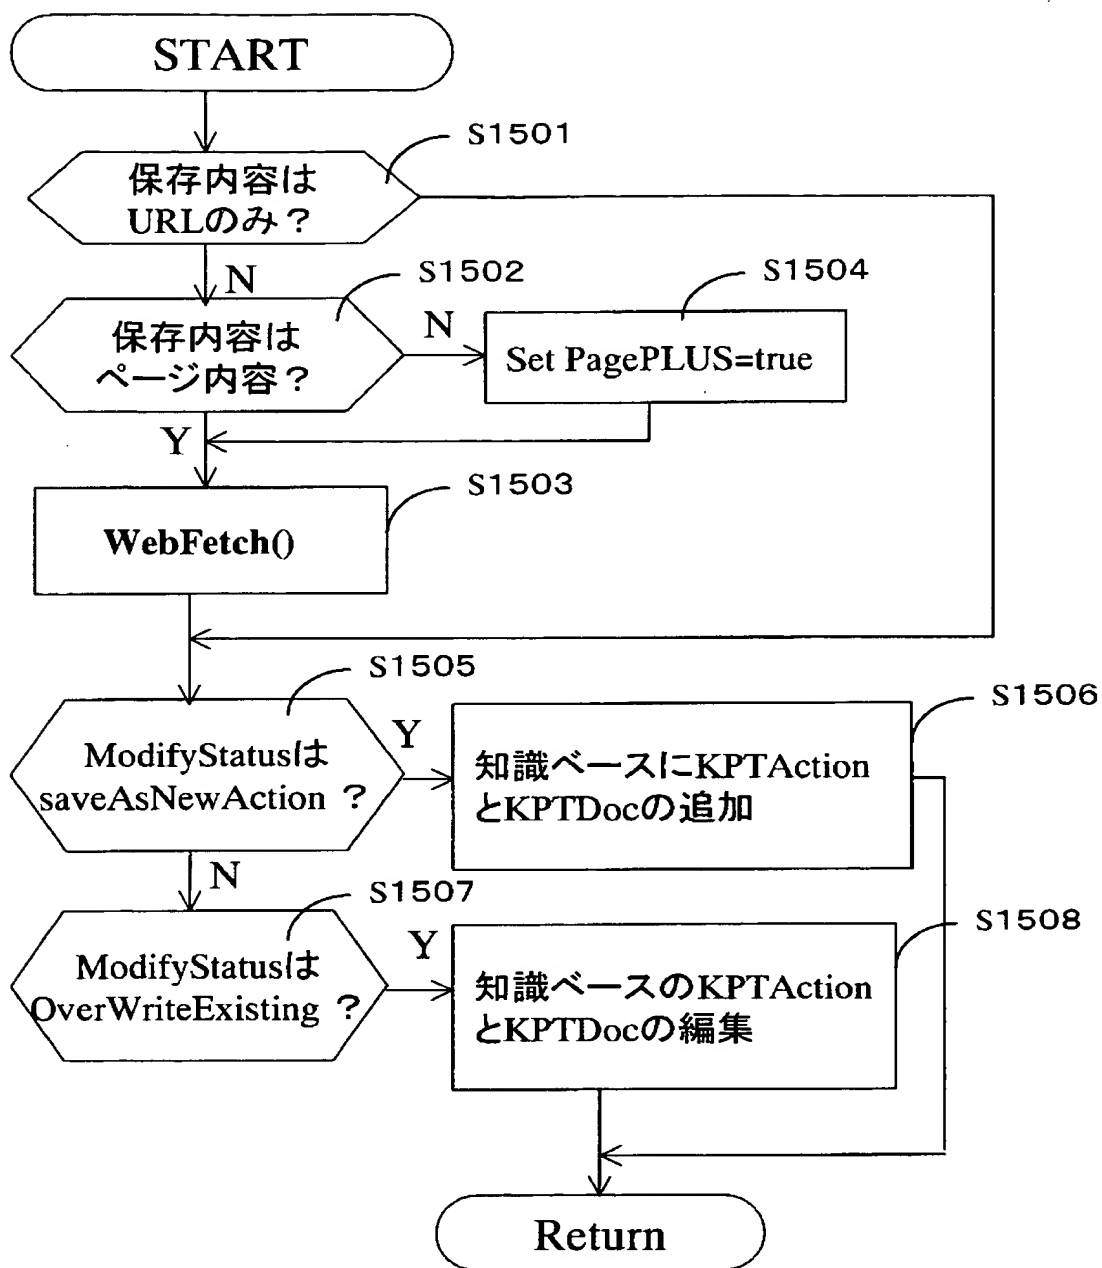 START
S1501
保存内容は
URLのみ？
N
S1502
S1504
保存内容は
ページ内容？
N
Set PagePLUS=true
Y
S1503
WebFetch()
S1505
S1506
ModifyStatusは
saveAsNewAction ？
Y
知識ベースにKPTAction
とKPTDocの追加
N
S1507
S1508
ModifyStatusは
OverWriteExisting ？
Y
知識ベースのKPTAction
とKPTDocの編集
Return